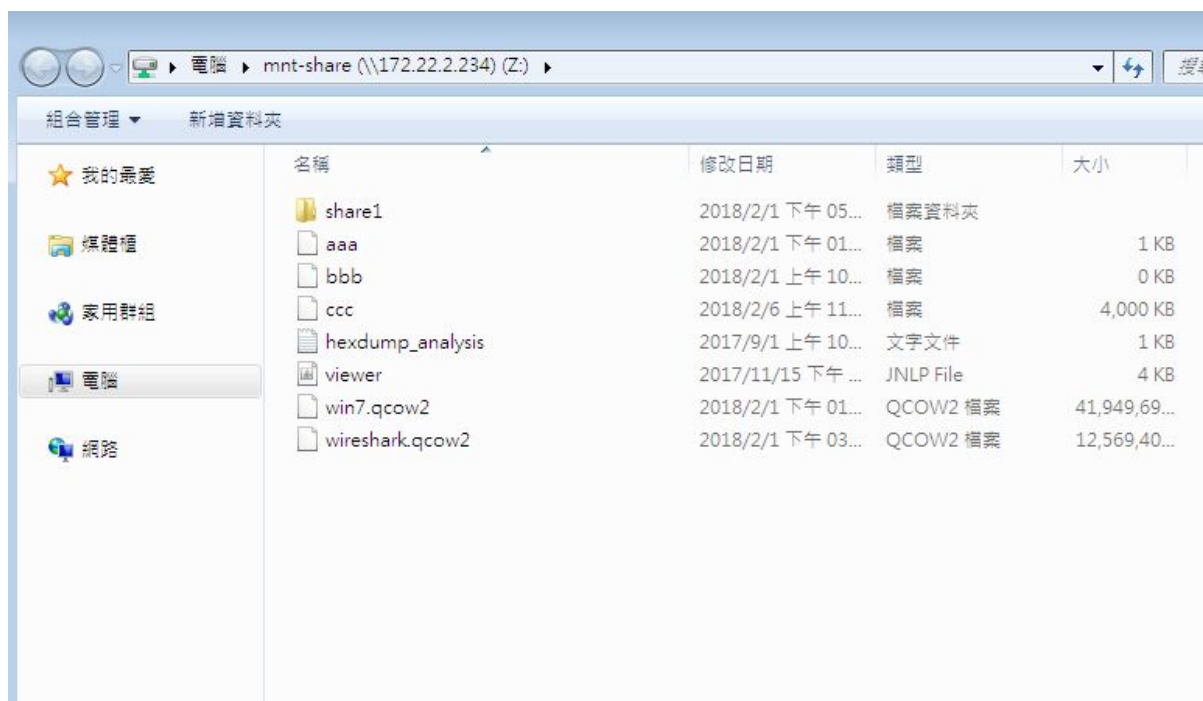 電腦 mnt-share (\\172.22.2.234) (Z:)
組合管理 新增資料夾
我的最愛
媒體櫃
家用群組
電腦
網路
名稱 修改日期 類型 大小
share1 2018/2/1 下午 05... 檔案資料夾
aaa 2018/2/1 下午 01... 檔案 1 KB
bbb 2018/2/1 上午 10... 檔案 0 KB
ccc 2018/2/6 上午 11... 檔案 4,000 KB
hexdump_analysis 2017/9/1 上午 10... 文字文件 1 KB
viewer 2017/11/15 下午 ... JNLP File 4 KB
win7.qcow2 2018/2/1 下午 01... QCOW2 檔案 41,949,69...
wireshark.qcow2 2018/2/1 下午 03... QCOW2 檔案 12,569,40...